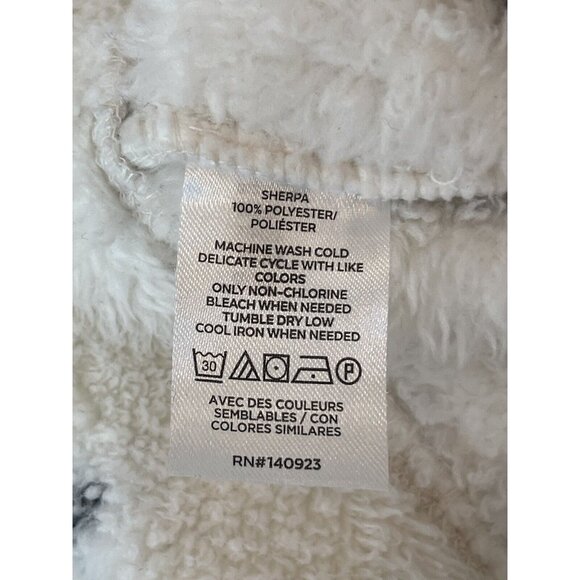 SHERPA
100% POLYESTER/
POLIÉSTER
MACHINE WASH COLD
DELICATE CYCLE WITH LIKE
COLORS
ONLY NON-CHLORINE
BLEACH WHEN NEEDED
TUMBLE DRY LOW
COOL IRON WHEN NEEDED
30 P
AVEC DES COULEURS
SEMBLABLES / CON
COLORES SIMILARES
RN#140923